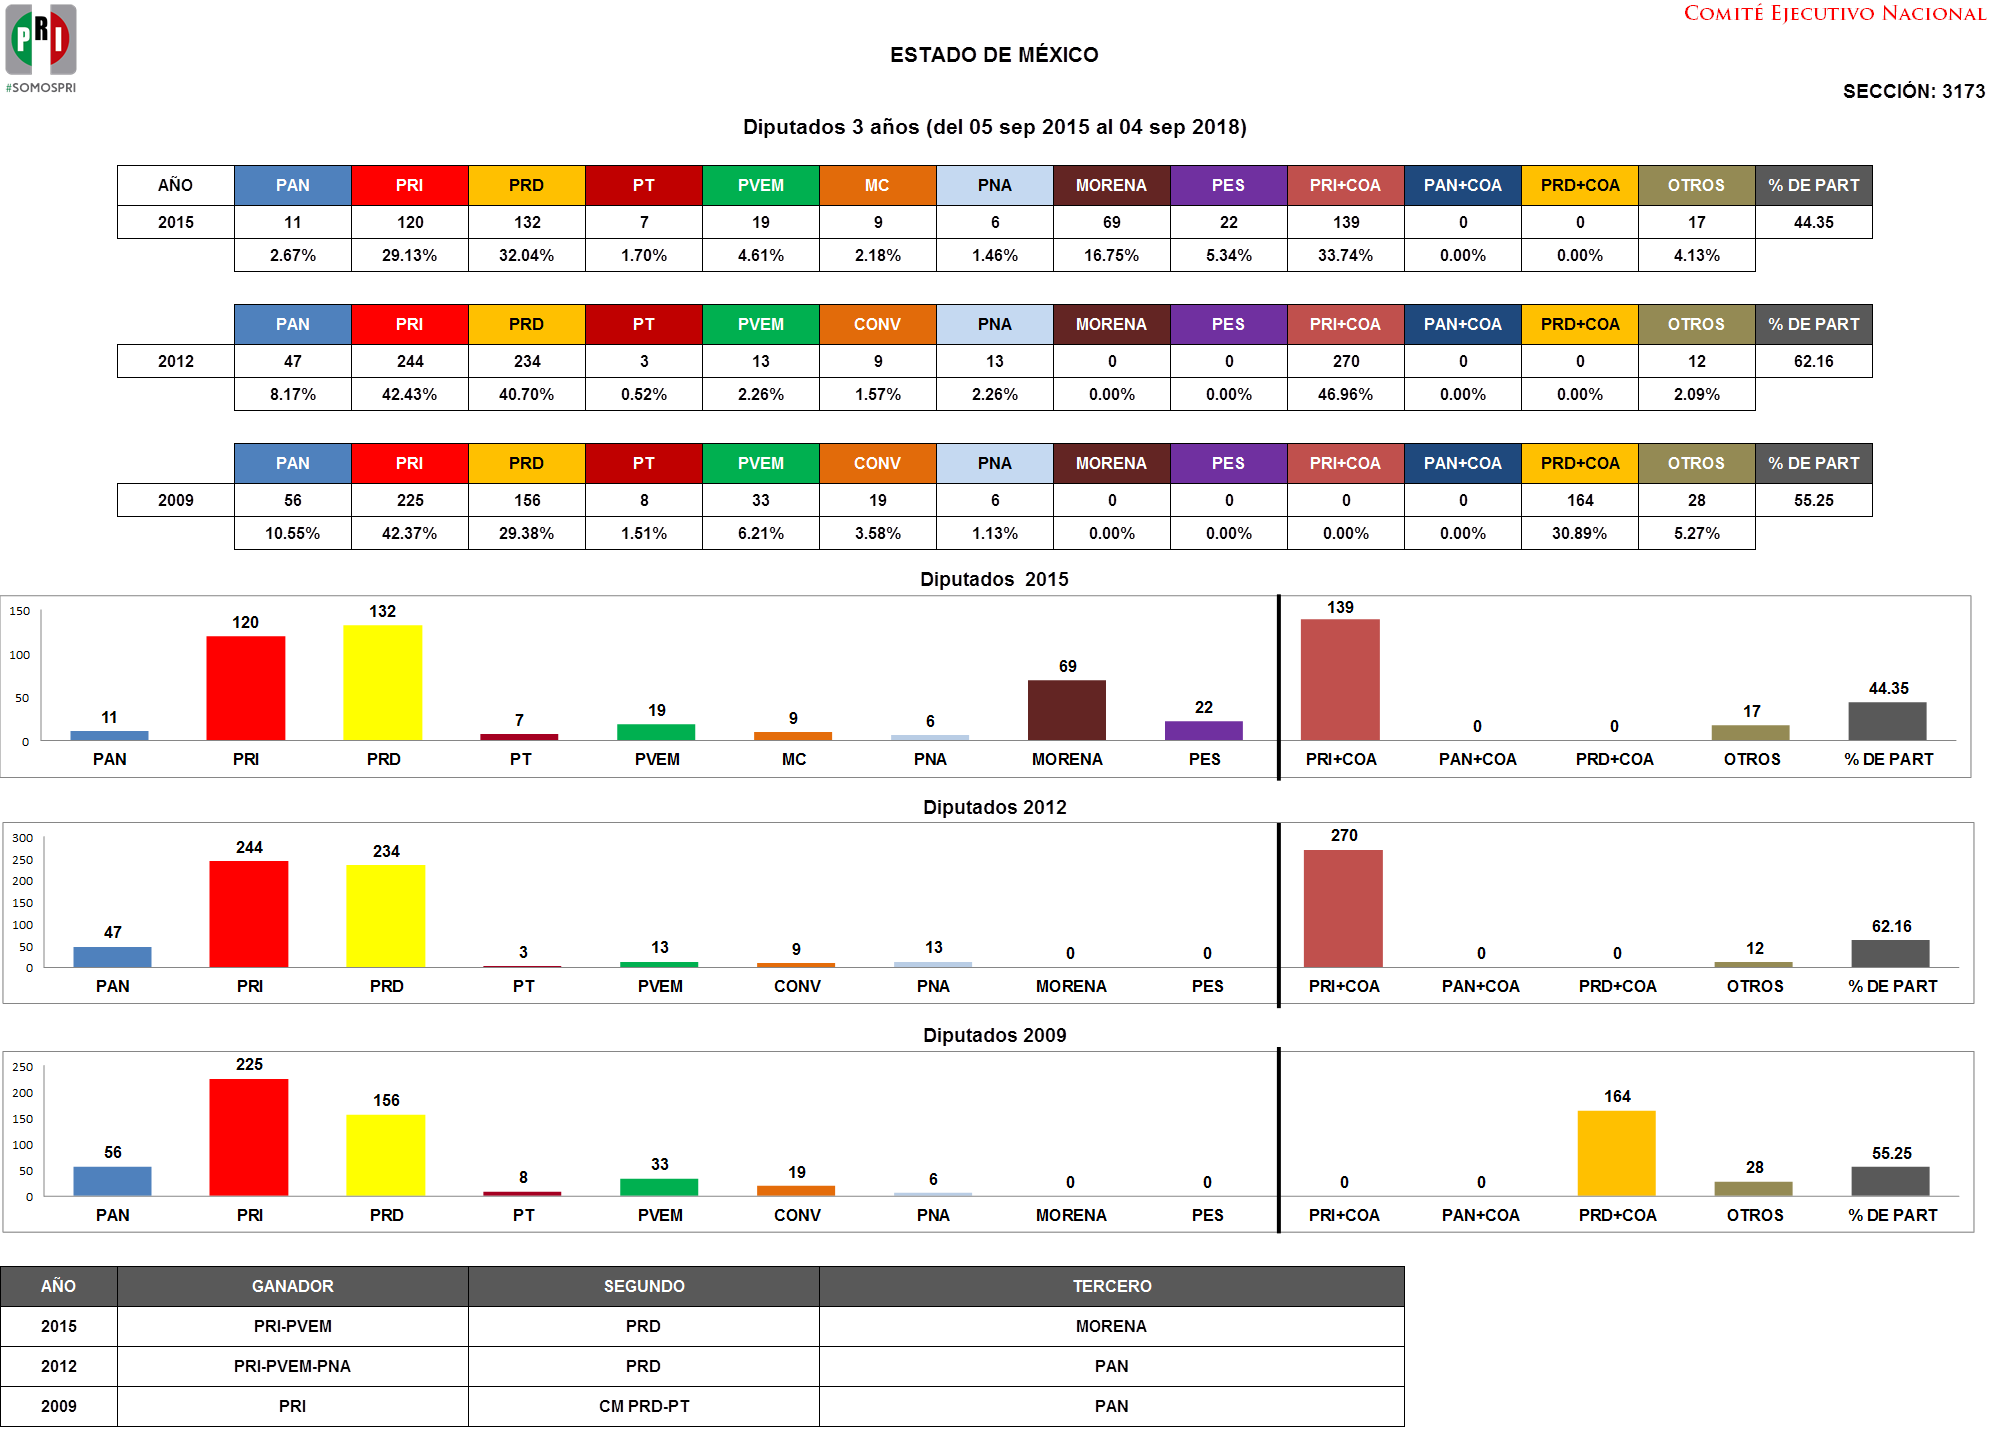 PRI
#SOMOSPRI
COMITÉ EJECUTIVO NACIONAL
ESTADO DE MÉXICO
SECCIÓN: 3173
Diputados 3 años (del 05 sep 2015 al 04 sep 2018)
AÑO PAN PRI PRD PT PVEM MC PNA MORENA PES PRI+COA PAN+COA PRD+COA OTROS % DE PART
2015 11 120 132 7 19 9 6 69 22 139 0 0 17 44.35
2.67% 29.13% 32.04% 1.70% 4.61% 2.18% 1.46% 16.75% 5.34% 33.74% 0.00% 0.00% 4.13%
PAN PRI PRD PT PVEM CONV PNA MORENA PES PRI+COA PAN+COA PRD+COA OTROS % DE PART
2012 47 244 234 3 13 9 13 0 0 270 0 0 12 62.16
8.17% 42.43% 40.70% 0.52% 2.26% 1.57% 2.26% 0.00% 0.00% 46.96% 0.00% 0.00% 2.09%
PAN PRI PRD PT PVEM CONV PNA MORENA PES PRI+COA PAN+COA PRD+COA OTROS % DE PART
2009 56 225 156 8 33 19 6 0 0 0 0 164 28 55.25
10.55% 42.37% 29.38% 1.51% 6.21% 3.58% 1.13% 0.00% 0.00% 0.00% 0.00% 30.89% 5.27%
Diputados 2015
150
100
50
0
11 120 132 7 19 9 6 69 22 139 0 0 17 44.35
PAN PRI PRD PT PVEM MC PNA MORENA PES PRI+COA PAN+COA PRD+COA OTROS % DE PART
Diputados 2012
300
250
200
150
100
50
0
47 244 234 3 13 9 13 0 0 270 0 0 12 62.16
PAN PRI PRD PT PVEM CONV PNA MORENA PES PRI+COA PAN+COA PRD+COA OTROS % DE PART
Diputados 2009
250
200
150
100
50
0
56 225 156 8 33 19 6 0 0 0 0 164 28 55.25
PAN PRI PRD PT PVEM CONV PNA MORENA PES PRI+COA PAN+COA PRD+COA OTROS % DE PART
AÑO GANADOR SEGUNDO TERCERO
2015 PRI-PVEM PRD MORENA
2012 PRI-PVEM-PNA PRD PAN
2009 PRI CM PRD-PT PAN